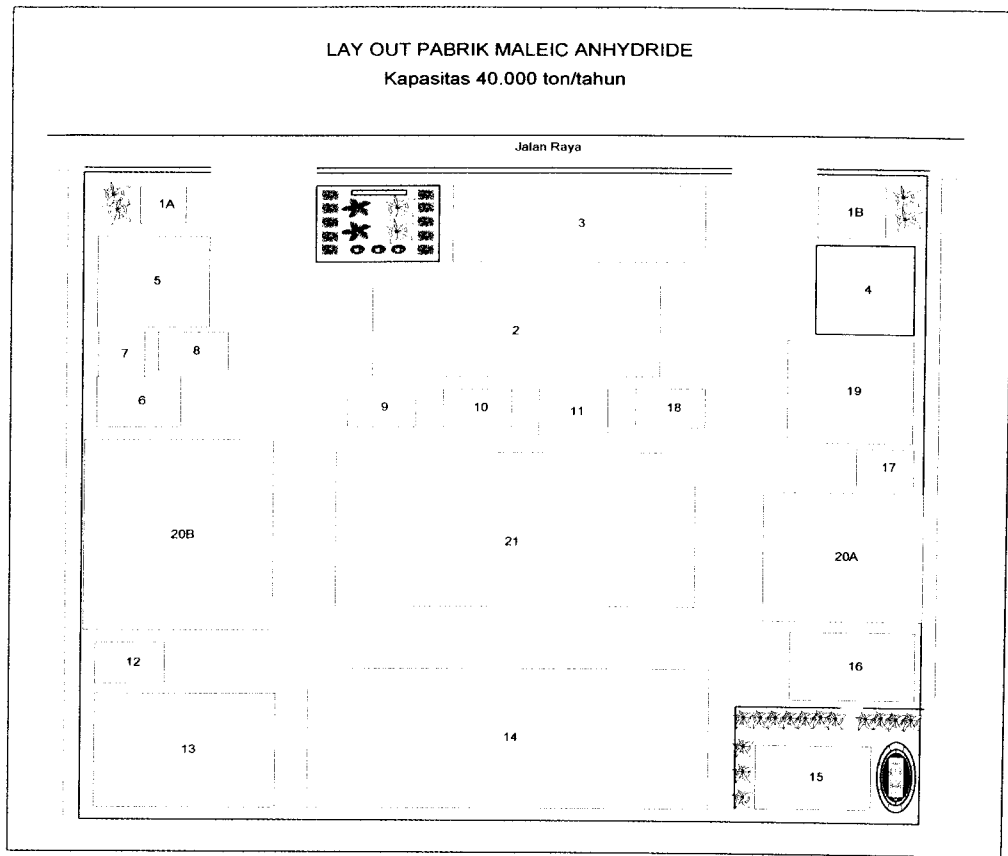 LAY OUT PABRIK MALEIC ANHYDRIDE
Kapasitas 40.000 ton/tahun
Jalan Raya
1A
3
1B
5
4
2
7
8
6
9
10
11
18
19
17
20B
21
20A
12
16
13
14
15